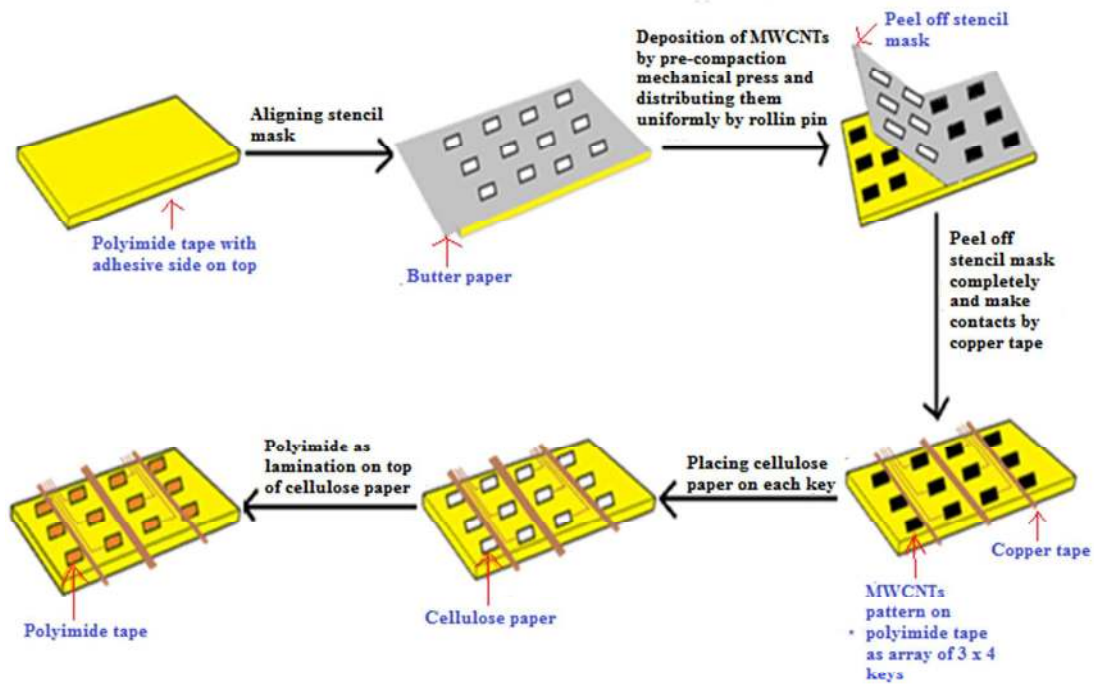 Aligning stencil
mask
Polyimide tape with
adhesive side on top
Butter paper
Deposition of MWCNTs
by pre-compaction
mechanical press and
distributing them
uniformly by rollin pin
Peel off stencil
mask
Peel off
stencil mask
completely
and make
contacts by
copper tape
Copper tape
MWCNTs
pattern on
polyimide tape
as array of 3 x 4
keys
Placing cellulose
paper on each key
Cellulose paper
Polyimide as
lamination on top
of cellulose paper
Polyimide tape